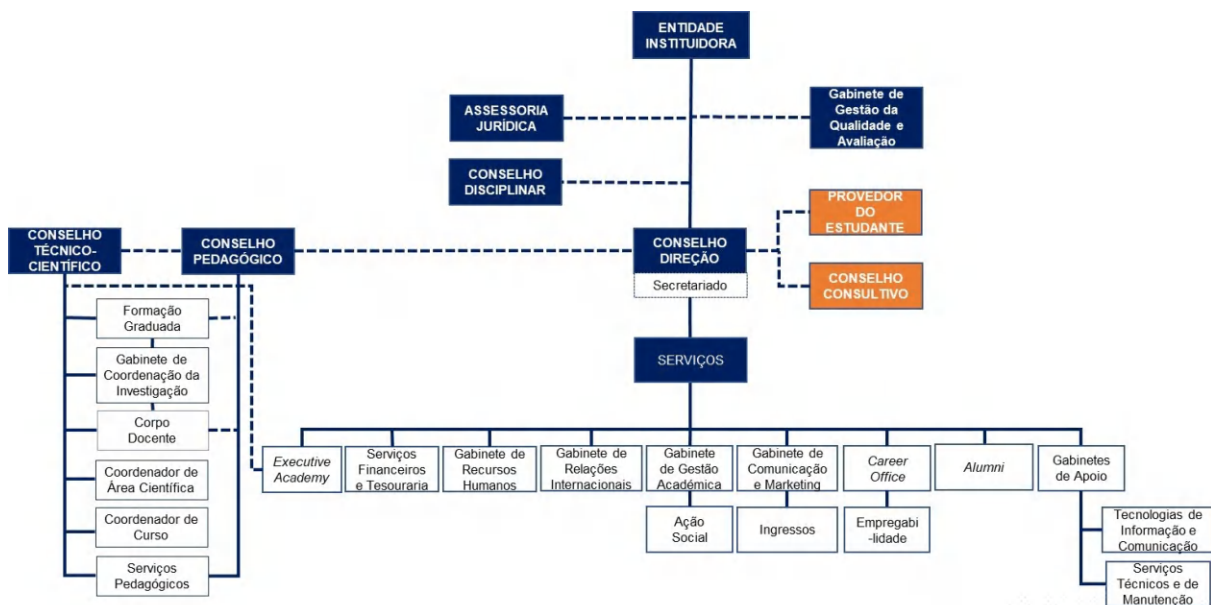 ENTIDADE
INSTITUIDORA
ASSESSORIA
JURÍDICA
Gabinete de
Gestão da
Qualidade e
Avaliação
CONSELHO
DISCIPLINAR
PROVEDOR
DO
ESTUDANTE
CONSELHO
TÉCNICO-
CIENTÍFICO
CONSELHO
PEDAGÓGICO
CONSELHO
DIREÇÃO
Secretariado
CONSELHO
CONSULTIVO
Formação
Graduada
Gabinete de
Coordenação da
Investigação
Corpo
Docente
Coordenador de
Área Científica
Coordenador de
Curso
Serviços
Pedagógicos
SERVIÇOS
Executive
Academy
Serviços
Financeiros
e Tesouraria
Gabinete de
Recursos
Humanos
Gabinete de
Relações
Internacionais
Gabinete
de Gestão
Académica
Gabinete de
Comunicação
e Marketing
Career
Office
Alumni
Gabinetes
de Apoio
Ação
Social
Ingressos
Empregabi
-lidade
Tecnologias de
Informação e
Comunicação
Serviços
Técnicos e de
Manutenção